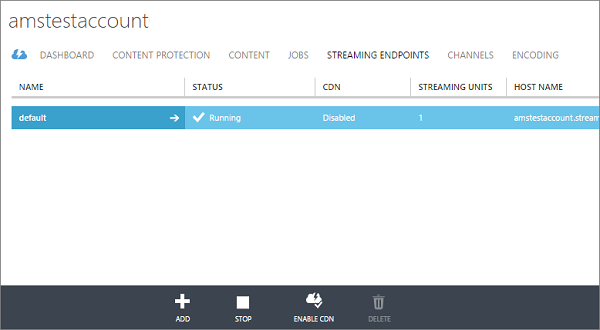 amstestaccount
DASHBOARD CONTENT PROTECTION CONTENT JOBS STREAMING ENDPOINTS CHANNELS ENCODING
NAME STATUS CDN STREAMING UNITS HOST NAME
default Running Disabled 1 amstestaccount.stream
ADD STOP ENABLE CDN DELETE